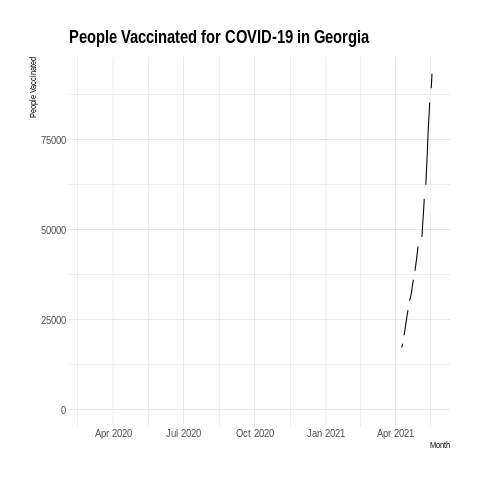 People Vaccinated for COVID-19 in Georgia
People Vaccinated
75000
50000
25000
0
Apr 2020 Jul 2020 Oct 2020 Jan 2021 Apr 2021
Month